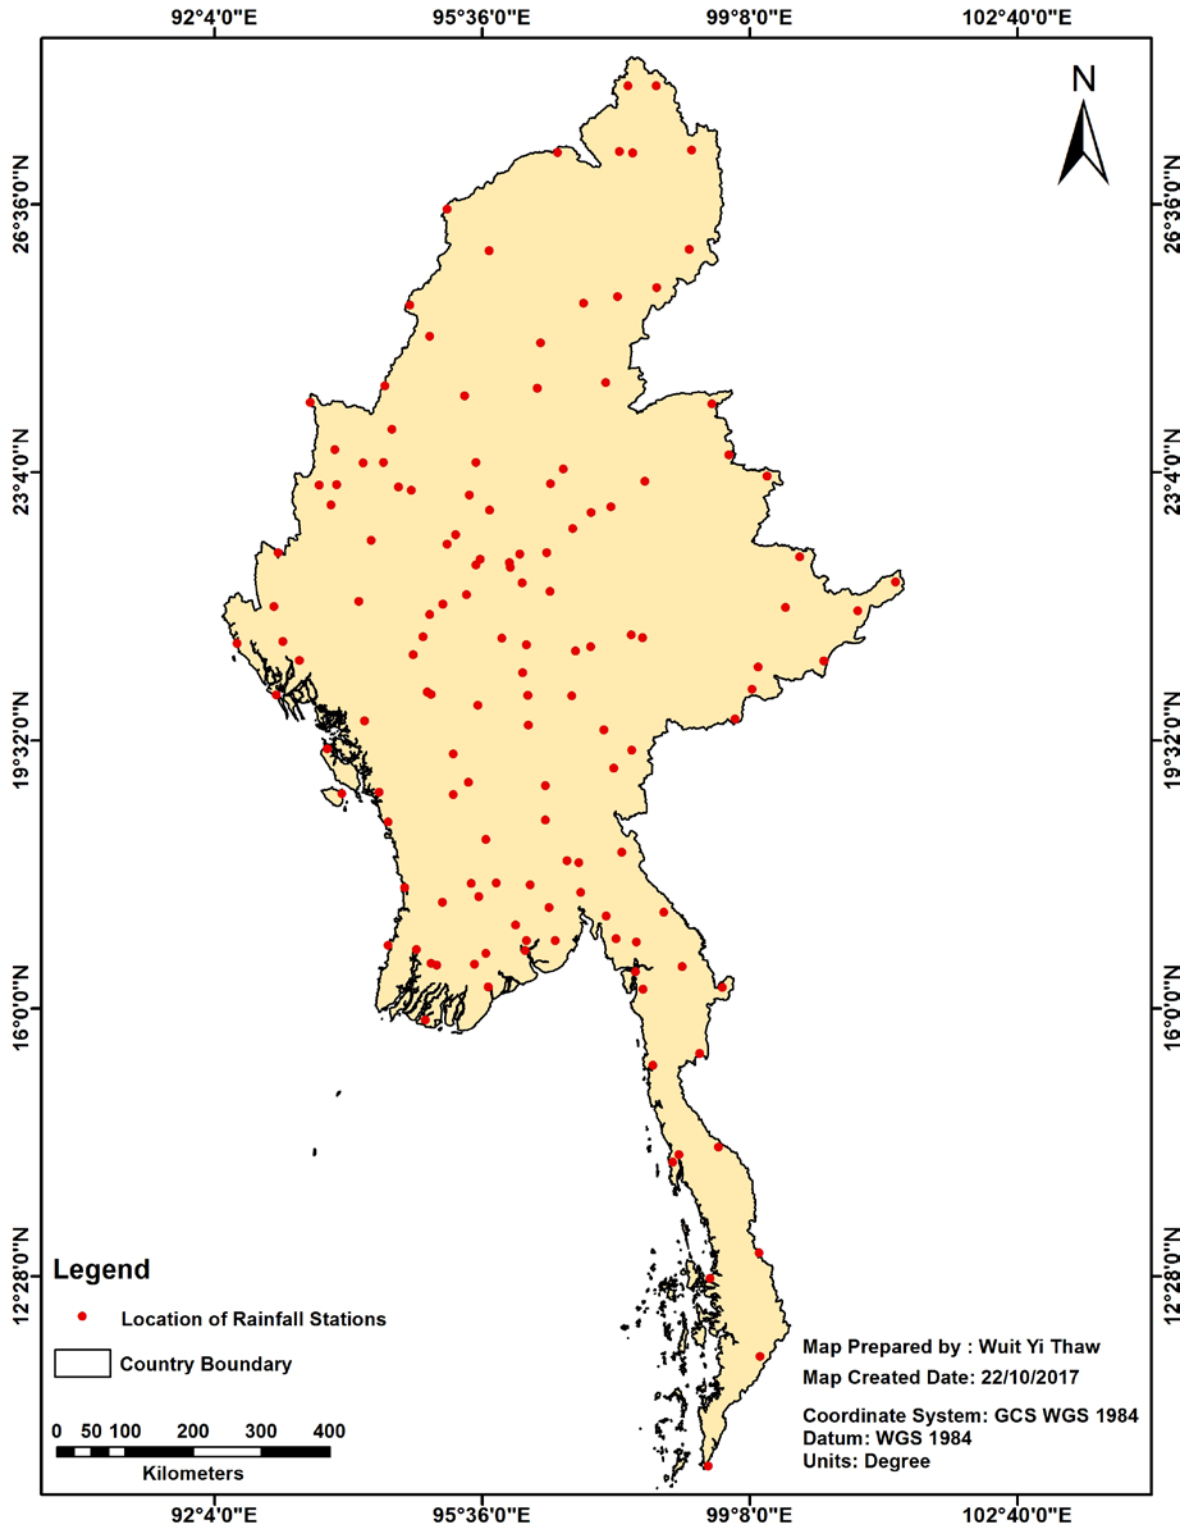 92°4'0"E
95°36'0"E
99°8'0"E
102°40'0"E
N
26°36'0"N
26°36'0"N
23°4'0"N
23°4'0"N
19°32'0"N
19°32'0"N
16°0'0"N
16°0'0"N
12°28'0"N
12°28'0"N
Legend
Location of Rainfall Stations
Country Boundary
0 50 100 200 300 400
Kilometers
Map Prepared by : Wuit Yi Thaw
Map Created Date: 22/10/2017
Coordinate System: GCS WGS 1984
Datum: WGS 1984
Units: Degree
92°4'0"E
95°36'0"E
99°8'0"E
102°40'0"E